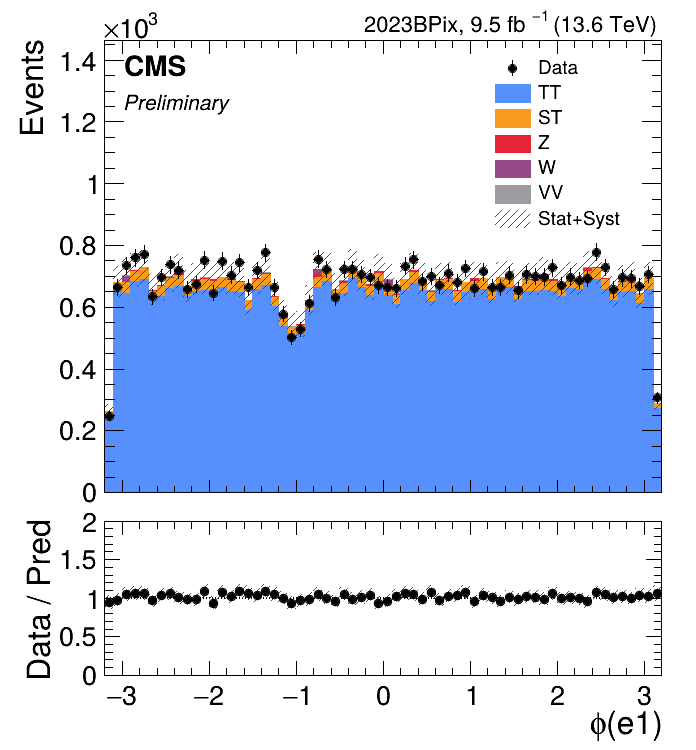 ×10³ 2023BPix, 9.5 fb ⁻¹ (13.6 TeV)
CMS
Preliminary
Events
Data
TT
ST
Z
W
VV
Stat+Syst
1.4
1.2
1
0.8
0.6
0.4
0.2
0
Data / Pred
2
1.5
1
0.5
0
−3 −2 −1 0 1 2 3
ϕ(e1)